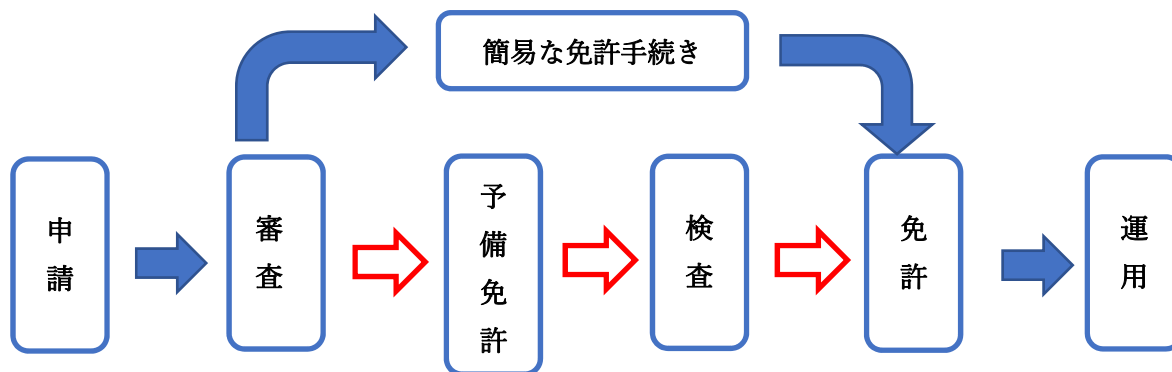 簡易な免許手続き
申請
審査
予備免許
検査
免許
運用